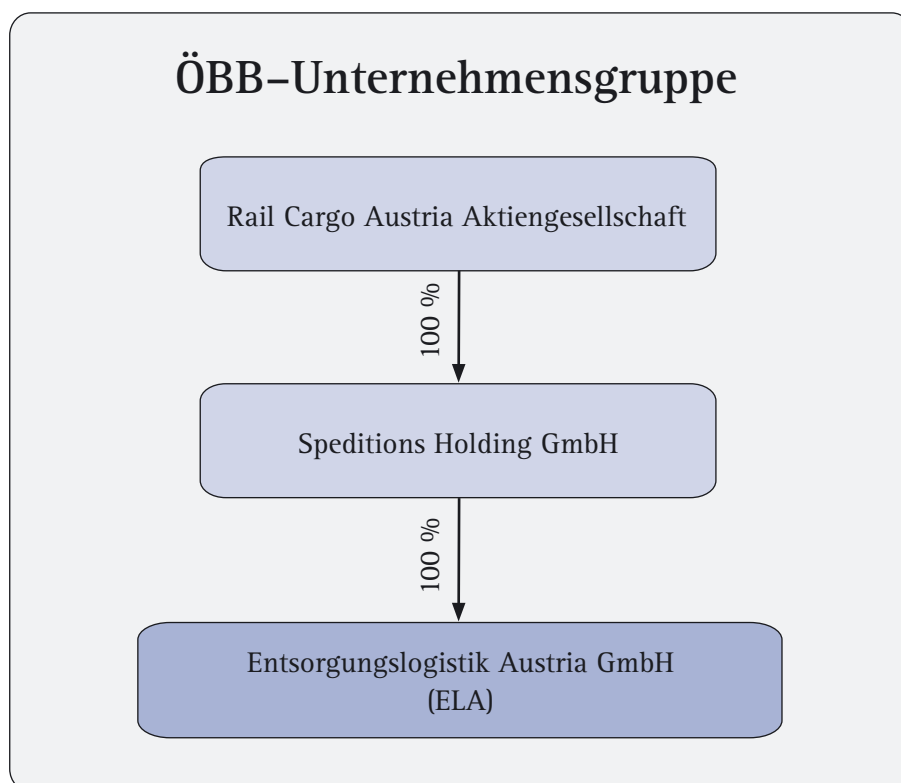 ÖBB-Unternehmensgruppe
Rail Cargo Austria Aktiengesellschaft
100 %
Speditions Holding GmbH
100 %
Entsorgungslogistik Austria GmbH
(ELA)